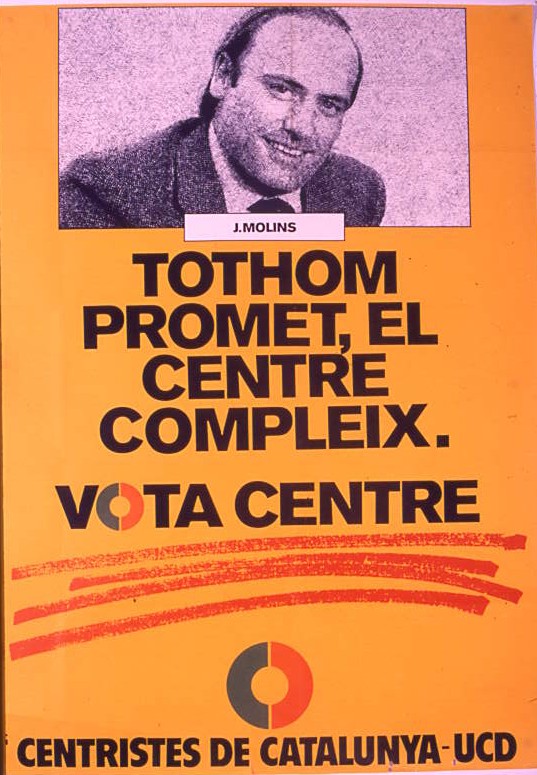 J.MOLINS
TOTHOM
PROMET, EL
CENTRE
COMPLEIX.
VOTA CENTRE
CENTRISTES DE CATALUNYA-UCD